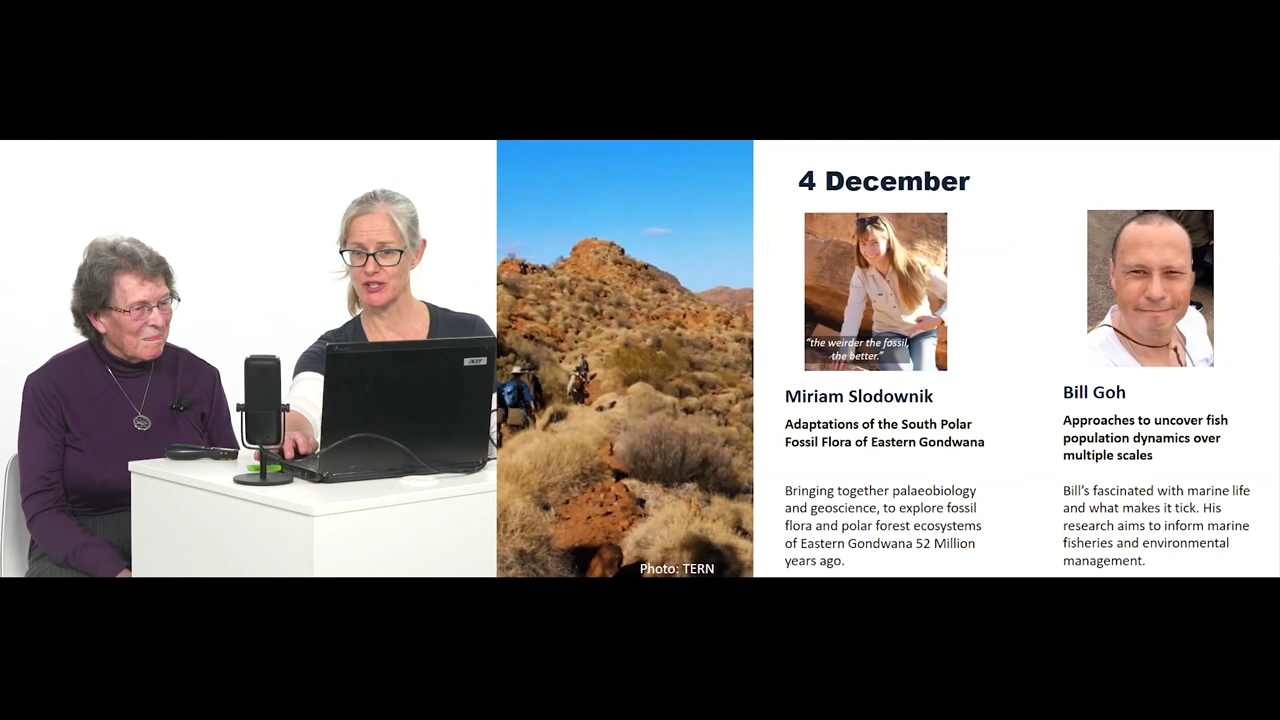 acer
Photo: TERN
4 December
"the weirder the fossil,
the better."
Miriam Slodownik
Adaptations of the South Polar
Fossil Flora of Eastern Gondwana
Bringing together palaeobiology
and geoscience, to explore fossil
flora and polar forest ecosystems
of Eastern Gondwana 52 Million
years ago.
Bill Goh
Approaches to uncover fish
population dynamics over
multiple scales
Bill’s fascinated with marine life
and what makes it tick. His
research aims to inform marine
fisheries and environmental
management.